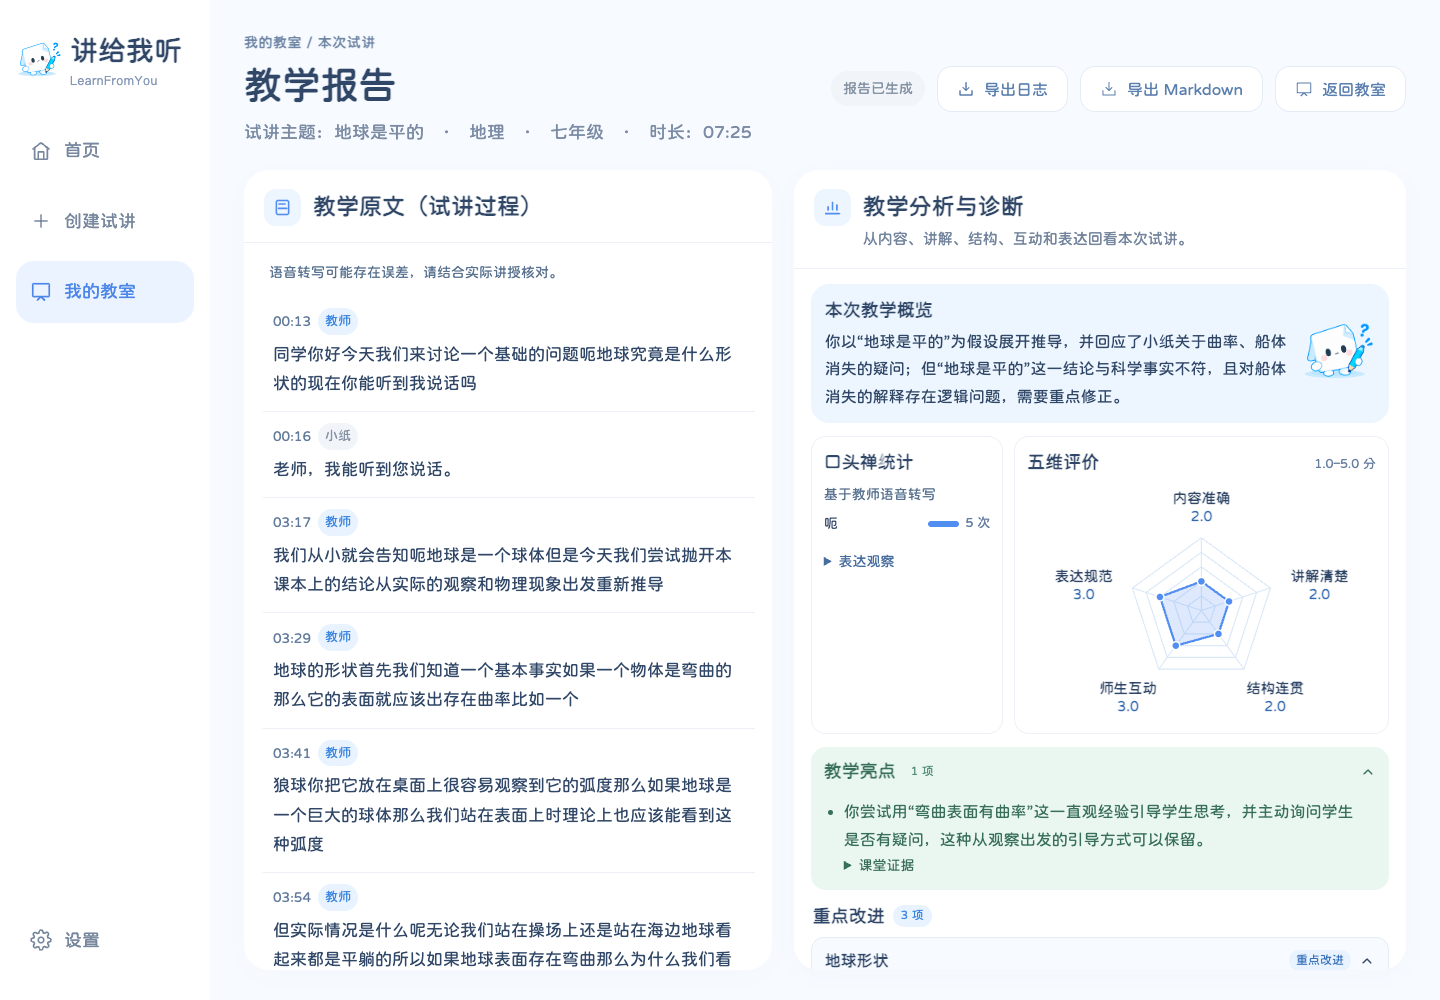 讲给我听
LearnFromYou
首页
创建试讲
我的教室
设置
我的教室 / 本次试讲
教学报告
试讲主题：地球是平的 · 地理 · 七年级 · 时长：07:25
报告已生成
导出日志
导出 Markdown
返回教室
教学原文（试讲过程）
语音转写可能存在误差，请结合实际讲授核对。
00:13 教师
同学你好今天我们来讨论一个基础的问题呃地球究竟是什么形
状的现在你能听到我说话吗
00:16 小纸
老师，我能听到您说话。
03:17 教师
我们从小就会告知呃地球是一个球体但是今天我们尝试抛开本
课本上的结论从实际的观察和物理现象出发重新推导
03:29 教师
地球的形状首先我们知道一个基本事实如果一个物体是弯曲的
那么它的表面就应该出存在曲率比如一个
03:41 教师
狼球你把它放在桌面上很容易观察到它的弧度那么如果地球是
一个巨大的球体那么我们站在表面上时理论上也应该能看到这
种弧度
03:54 教师
但实际情况是什么呢无论我们站在操场上还是站在海边地球看
起来都是平躺的所以如果地球表面存在弯曲那么为什么我们看
教学分析与诊断
从内容、讲解、结构、互动和表达回看本次试讲。
本次教学概览
你以“地球是平的”为假设展开推导，并回应了小纸关于曲率、船体
消失的疑问；但“地球是平的”这一结论与科学事实不符，且对船体
消失的解释存在逻辑问题，需要重点修正。
口头禅统计
基于教师语音转写
呃 5 次
表达观察
五维评价
1.0–5.0 分
内容准确
2.0
表达规范
3.0
讲解清楚
2.0
师生互动
3.0
结构连贯
2.0
教学亮点 1 项
你尝试用“弯曲表面有曲率”这一直观经验引导学生思考，并主动询问学生
是否有疑问，这种从观察出发的引导方式可以保留。
课堂证据
重点改进 3 项
地球形状
重点改进